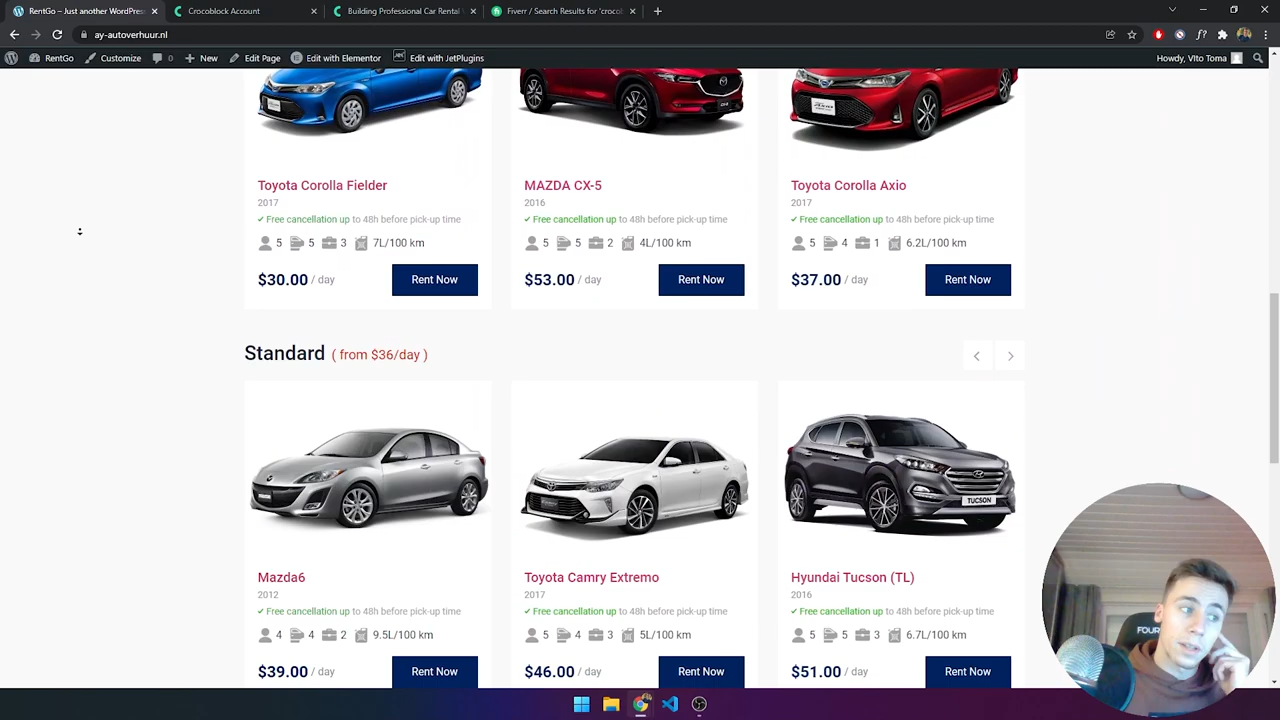 RentGo – Just another WordPres
Crocoblock Account
Building Professional Car Rental
Fiverr / Search Results for 'croco
ay-autoverhuur.nl
RentGo
Customize
0
New
Edit Page
Edit with Elementor
Edit with JetPlugins
Howdy, VIto Toma
Toyota Corolla Fielder
2017
Free cancellation up to 48h before pick-up time
5 5 3 7L/100 km
$30.00 / day
Rent Now
MAZDA CX-5
2016
Free cancellation up to 48h before pick-up time
5 5 2 4L/100 km
$53.00 / day
Rent Now
Toyota Corolla Axio
2017
Free cancellation up to 48h before pick-up time
5 4 1 6.2L/100 km
$37.00 / day
Rent Now
Standard ( from $36/day )
TUCSON
Mazda6
2012
Free cancellation up to 48h before pick-up time
4 4 2 9.5L/100 km
$39.00 / day
Rent Now
Toyota Camry Extremo
2017
Free cancellation up to 48h before pick-up time
5 4 3 5L/100 km
$46.00 / day
Rent Now
Hyundai Tucson (TL)
2016
Free cancellation up to 48h before pick-up time
5 5 3 6.7L/100 km
$51.00 / day
Rent Now
FOUR